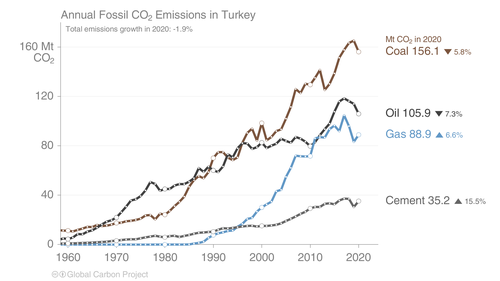 Annual Fossil CO₂ Emissions in Turkey
Total emissions growth in 2020: -1.9%
Mt CO₂ in 2020
160 Mt
CO₂
Coal 156.1 ▼ 5.8%
120
Oil 105.9 ▼ 7.3%
Gas 88.9 ▲ 6.6%
80
40
Cement 35.2 ▲ 15.5%
0
1960 1970 1980 1990 2000 2010 2020
Global Carbon Project